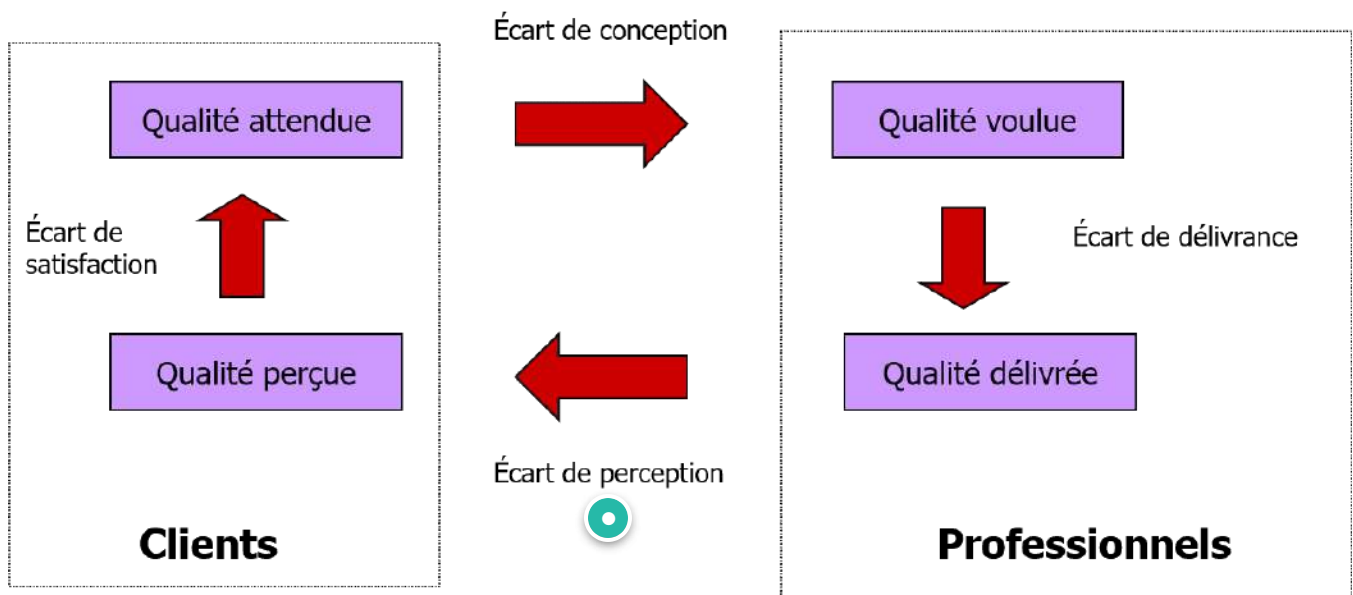 Écart de conception
Qualité attendue
Qualité voulue
Écart de
satisfaction
Écart de délivrance
Qualité perçue
Qualité délivrée
Écart de perception
Clients
Professionnels